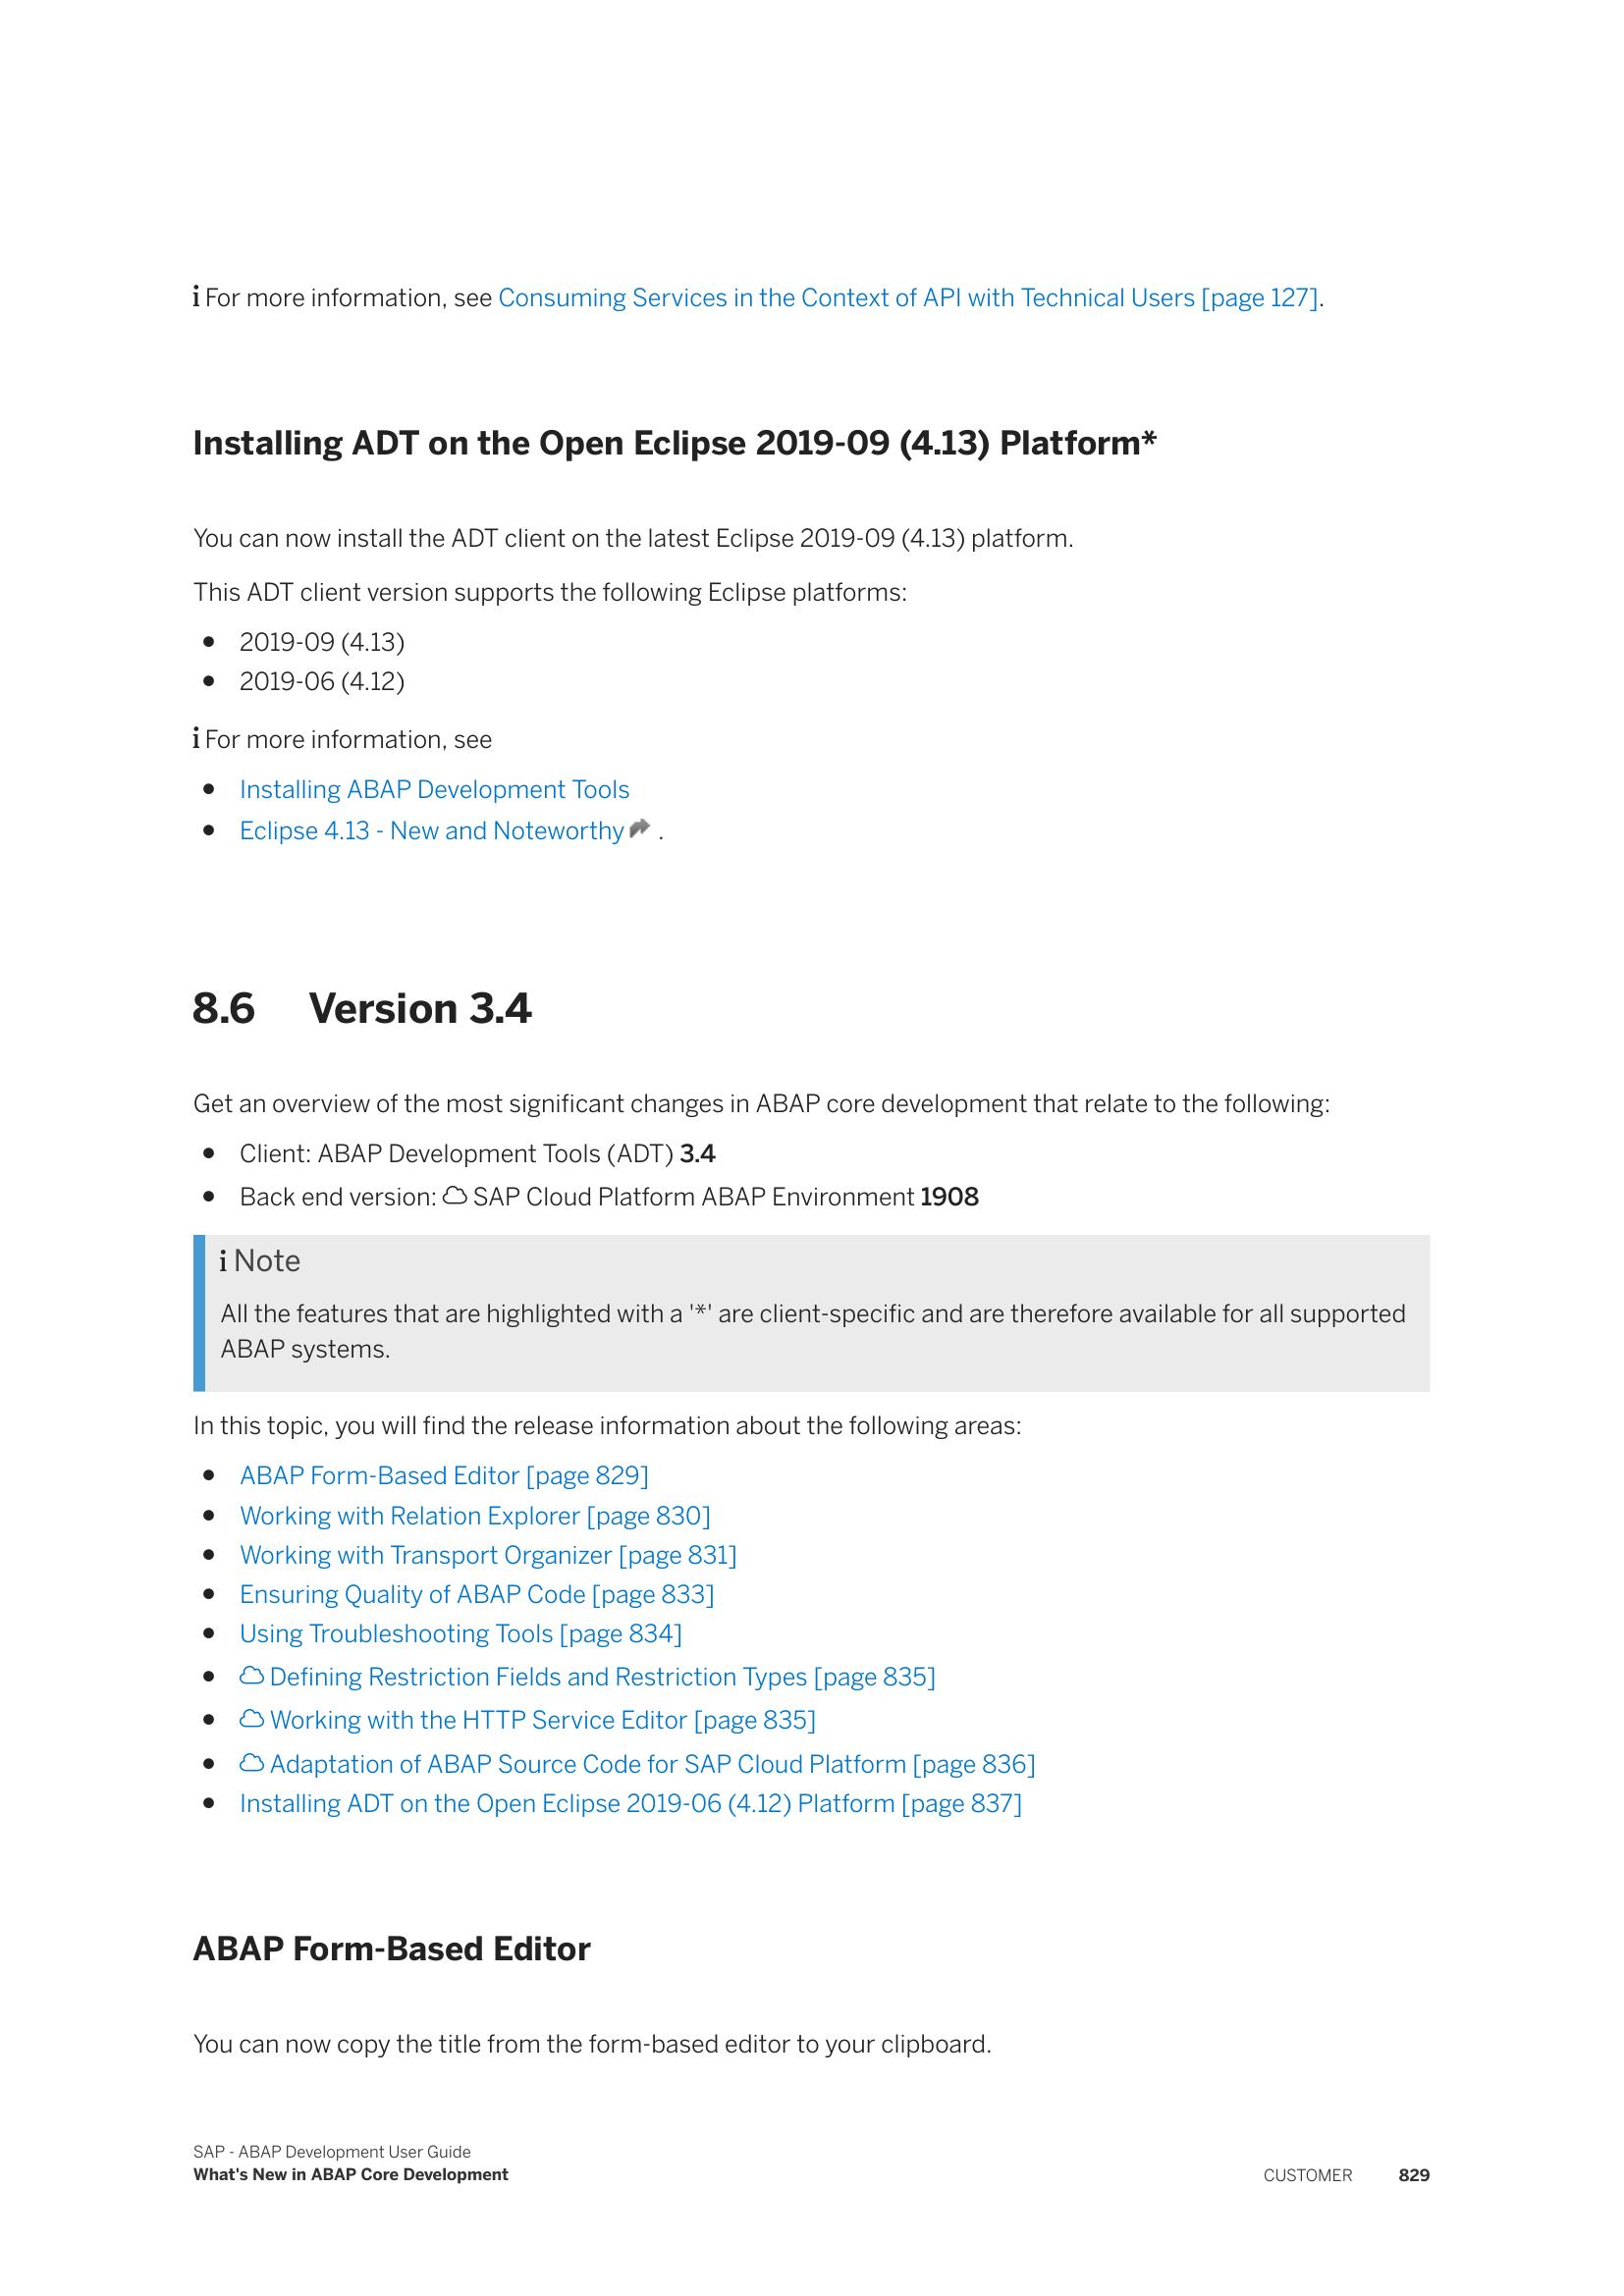 i For more information, see Consuming Services in the Context of API with Technical Users [page 127].
Installing ADT on the Open Eclipse 2019-09 (4.13) Platform*
You can now install the ADT client on the latest Eclipse 2019-09 (4.13) platform.
This ADT client version supports the following Eclipse platforms:
• 2019-09 (4.13)
• 2019-06 (4.12)
i For more information, see
• Installing ABAP Development Tools
• Eclipse 4.13 - New and Noteworthy .
8.6 Version 3.4
Get an overview of the most significant changes in ABAP core development that relate to the following:
• Client: ABAP Development Tools (ADT) 3.4
• Back end version: SAP Cloud Platform ABAP Environment 1908
i Note
All the features that are highlighted with a '*' are client-specific and are therefore available for all supported
ABAP systems.
In this topic, you will find the release information about the following areas:
• ABAP Form-Based Editor [page 829]
• Working with Relation Explorer [page 830]
• Working with Transport Organizer [page 831]
• Ensuring Quality of ABAP Code [page 833]
• Using Troubleshooting Tools [page 834]
• Defining Restriction Fields and Restriction Types [page 835]
• Working with the HTTP Service Editor [page 835]
• Adaptation of ABAP Source Code for SAP Cloud Platform [page 836]
• Installing ADT on the Open Eclipse 2019-06 (4.12) Platform [page 837]
ABAP Form-Based Editor
You can now copy the title from the form-based editor to your clipboard.
SAP - ABAP Development User Guide
What's New in ABAP Core Development
CUSTOMER 829